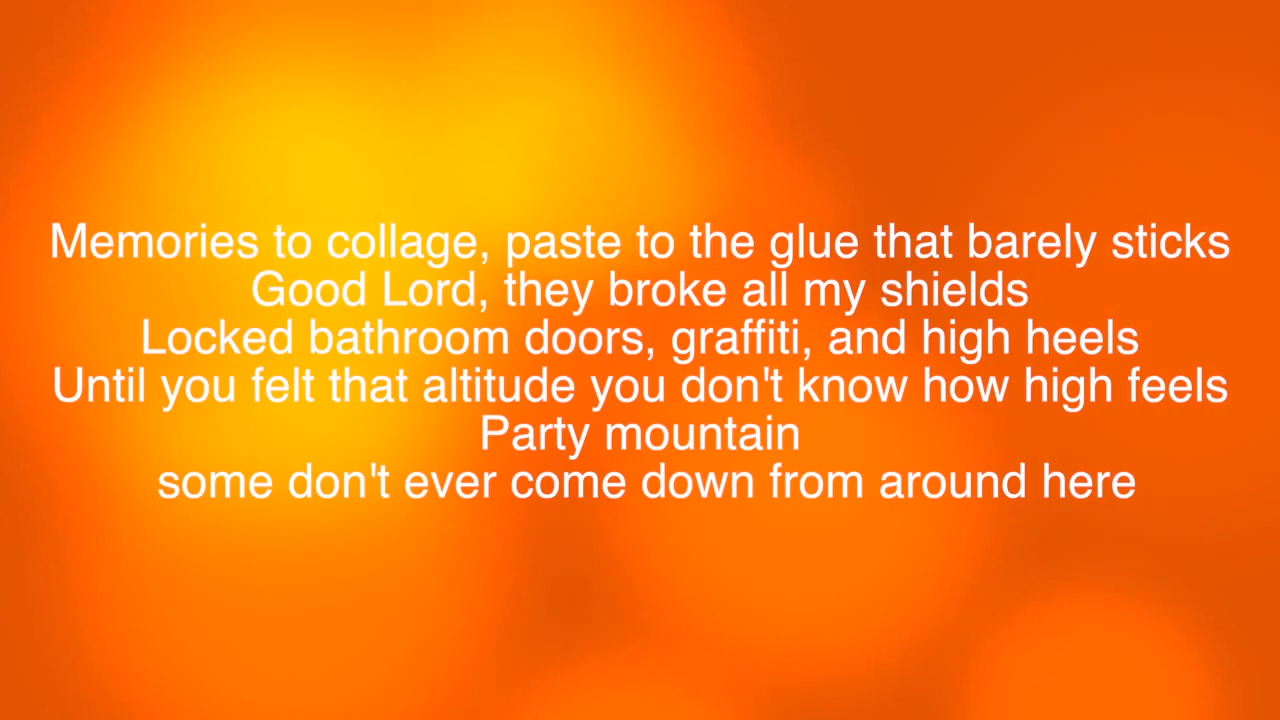 Memories to collage, paste to the glue that barely sticks
Good Lord, they broke all my shields
Locked bathroom doors, graffiti, and high heels
Until you felt that altitude you don't know how high feels
Party mountain
some don't ever come down from around here